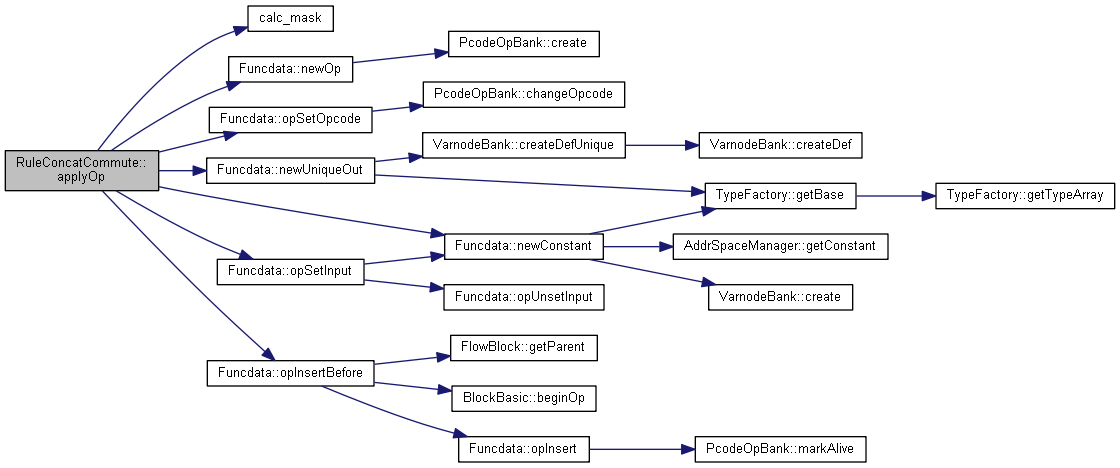 calc_mask
PcodeOpBank::create
Funcdata::newOp
PcodeOpBank::changeOpcode
Funcdata::opSetOpcode
VarnodeBank::createDefUnique
VarnodeBank::createDef
RuleConcatCommute::
applyOp
Funcdata::newUniqueOut
TypeFactory::getBase
TypeFactory::getTypeArray
Funcdata::newConstant
AddrSpaceManager::getConstant
Funcdata::opSetInput
Funcdata::opUnsetInput
VarnodeBank::create
FlowBlock::getParent
Funcdata::opInsertBefore
BlockBasic::beginOp
Funcdata::opInsert
PcodeOpBank::markAlive